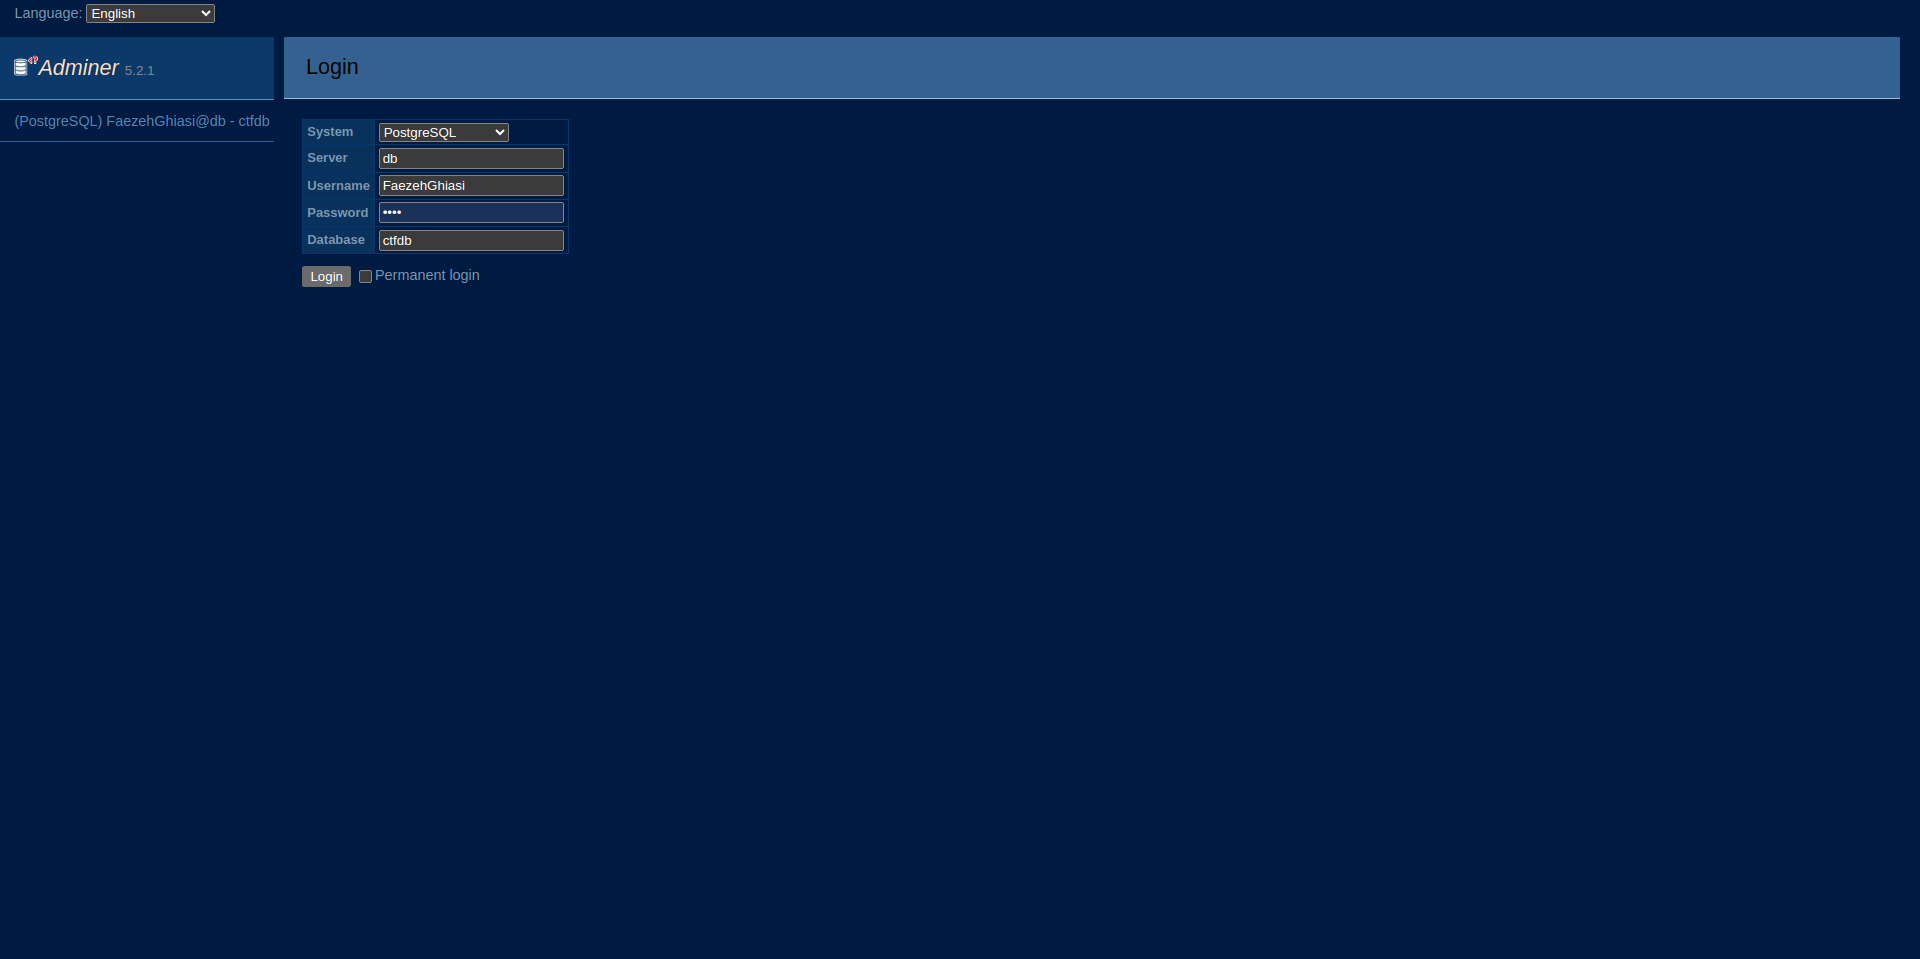 Language: English
Adminer 5.2.1
(PostgreSQL) FaezehGhiasi@db - ctfdb
Login
System PostgreSQL
Server db
Username FaezehGhiasi
Password ••••
Database ctfdb
Login Permanent login